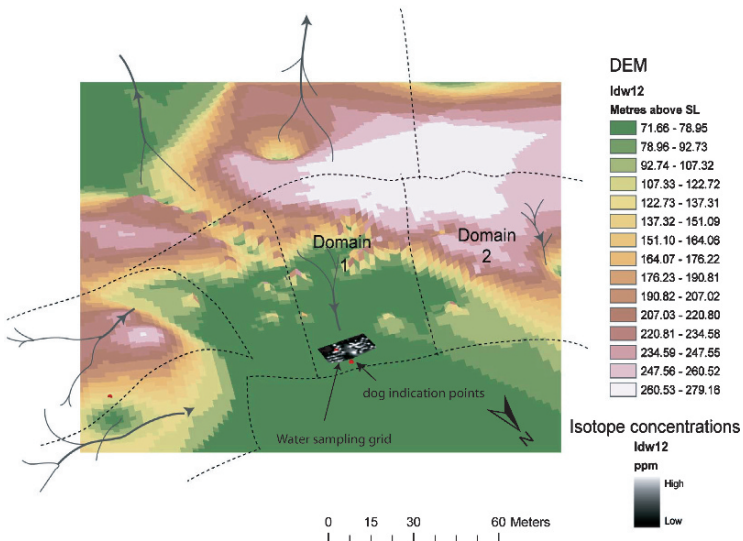 DEM
Idw12
Metres above SL
71.66 - 78.95
78.96 - 92.73
92.74 - 107.32
107.33 - 122.72
122.73 - 137.31
137.32 - 151.09
151.10 - 164.06
164.07 - 176.22
176.23 - 190.81
190.82 - 207.02
207.03 - 220.80
220.81 - 234.58
234.59 - 247.55
247.56 - 260.52
260.53 - 279.16
Domain
1
Domain
2
dog indication points
Water sampling grid
N
Isotope concentrations
Idw12
ppm
High
Low
0 15 30 60 Meters